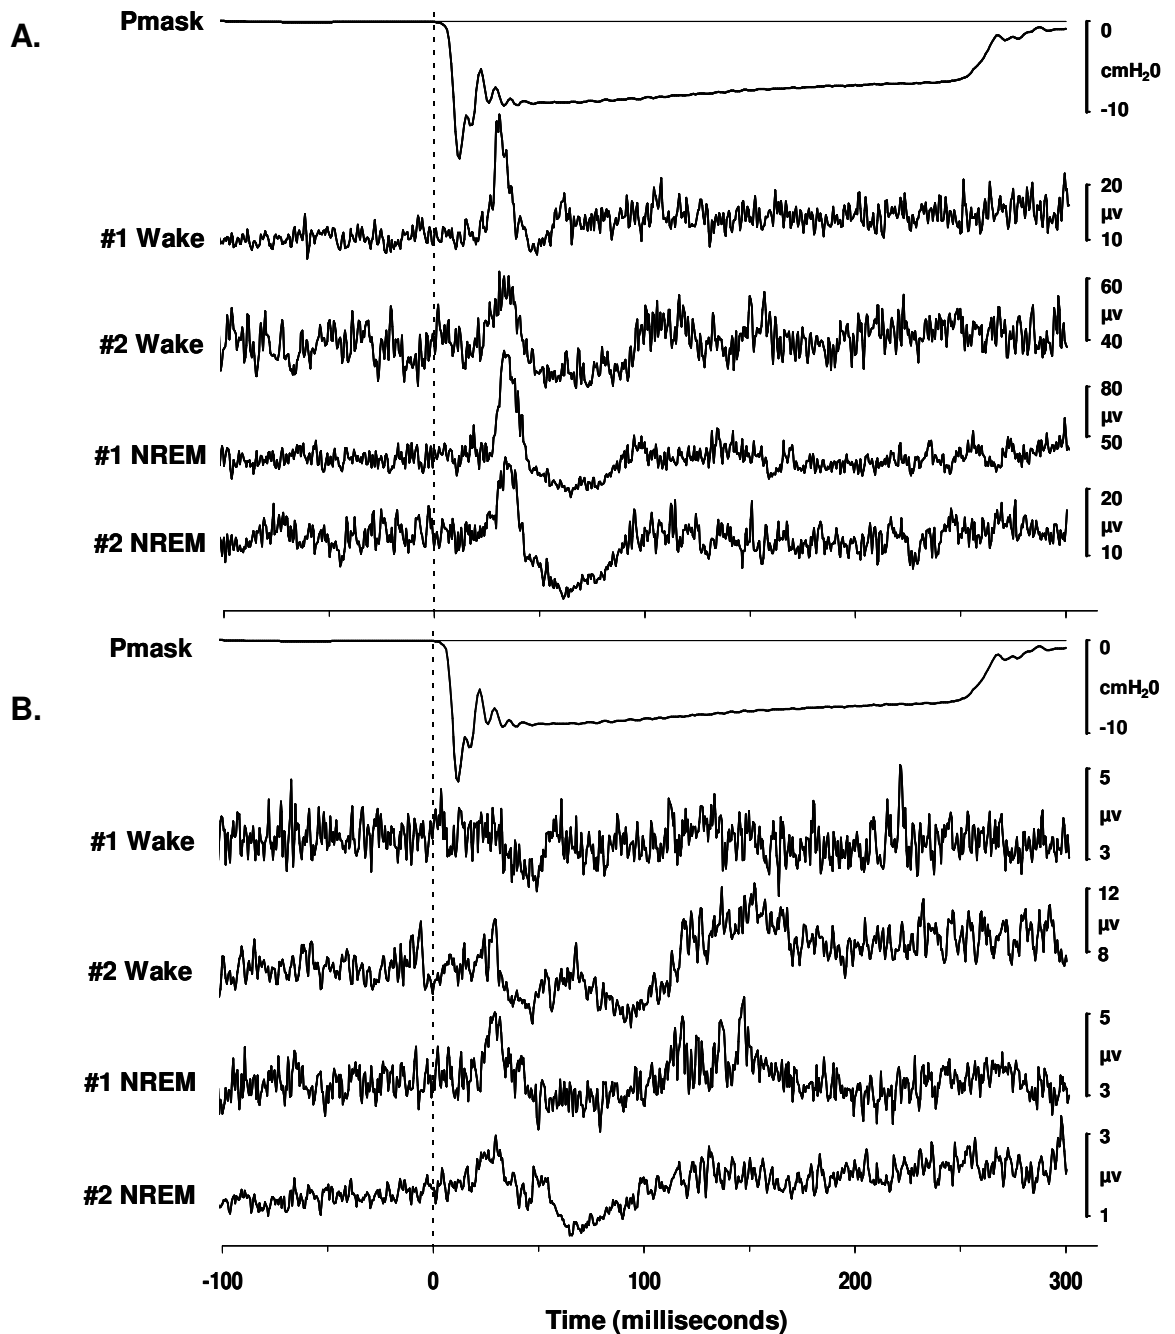 A.
Pmask
0
cmH20
-10
#1 Wake
20
µv
10
#2 Wake
60
µv
40
#1 NREM
80
µv
50
#2 NREM
20
µv
10
B.
Pmask
0
cmH20
-10
#1 Wake
5
µv
3
#2 Wake
12
µv
8
#1 NREM
5
µv
3
#2 NREM
3
µv
1
-100 0 100 200 300
Time (milliseconds)